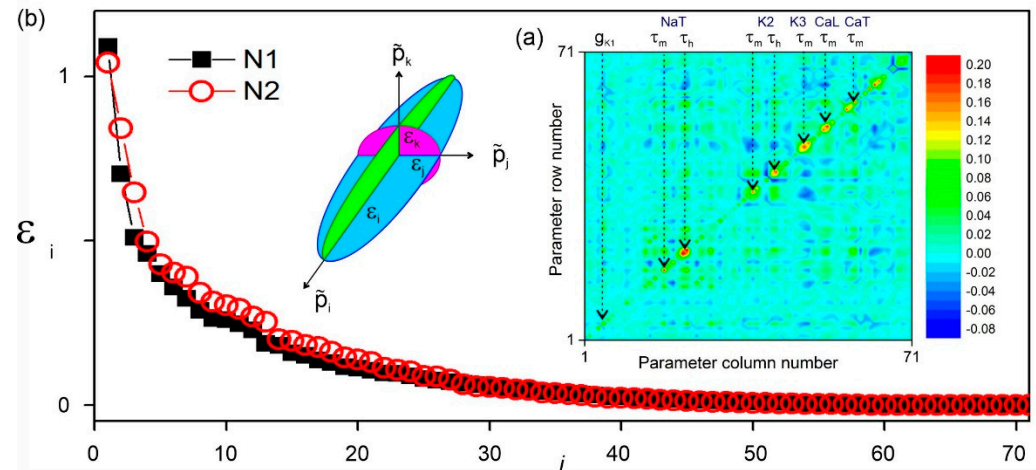 (b)
1
0
ε i
N1
N2
p̃k
p̃j
p̃i
εk
εj
εi
(a)
NaT K2 K3 CaL CaT
gK1 τm τh τm τh τm τm τm
71
Parameter row number
1
1 71
Parameter column number
0.20
0.18
0.16
0.14
0.12
0.10
0.08
0.06
0.04
0.02
0.00
-0.02
-0.04
-0.06
-0.08
0 10 20 30 40 50 60 70
i